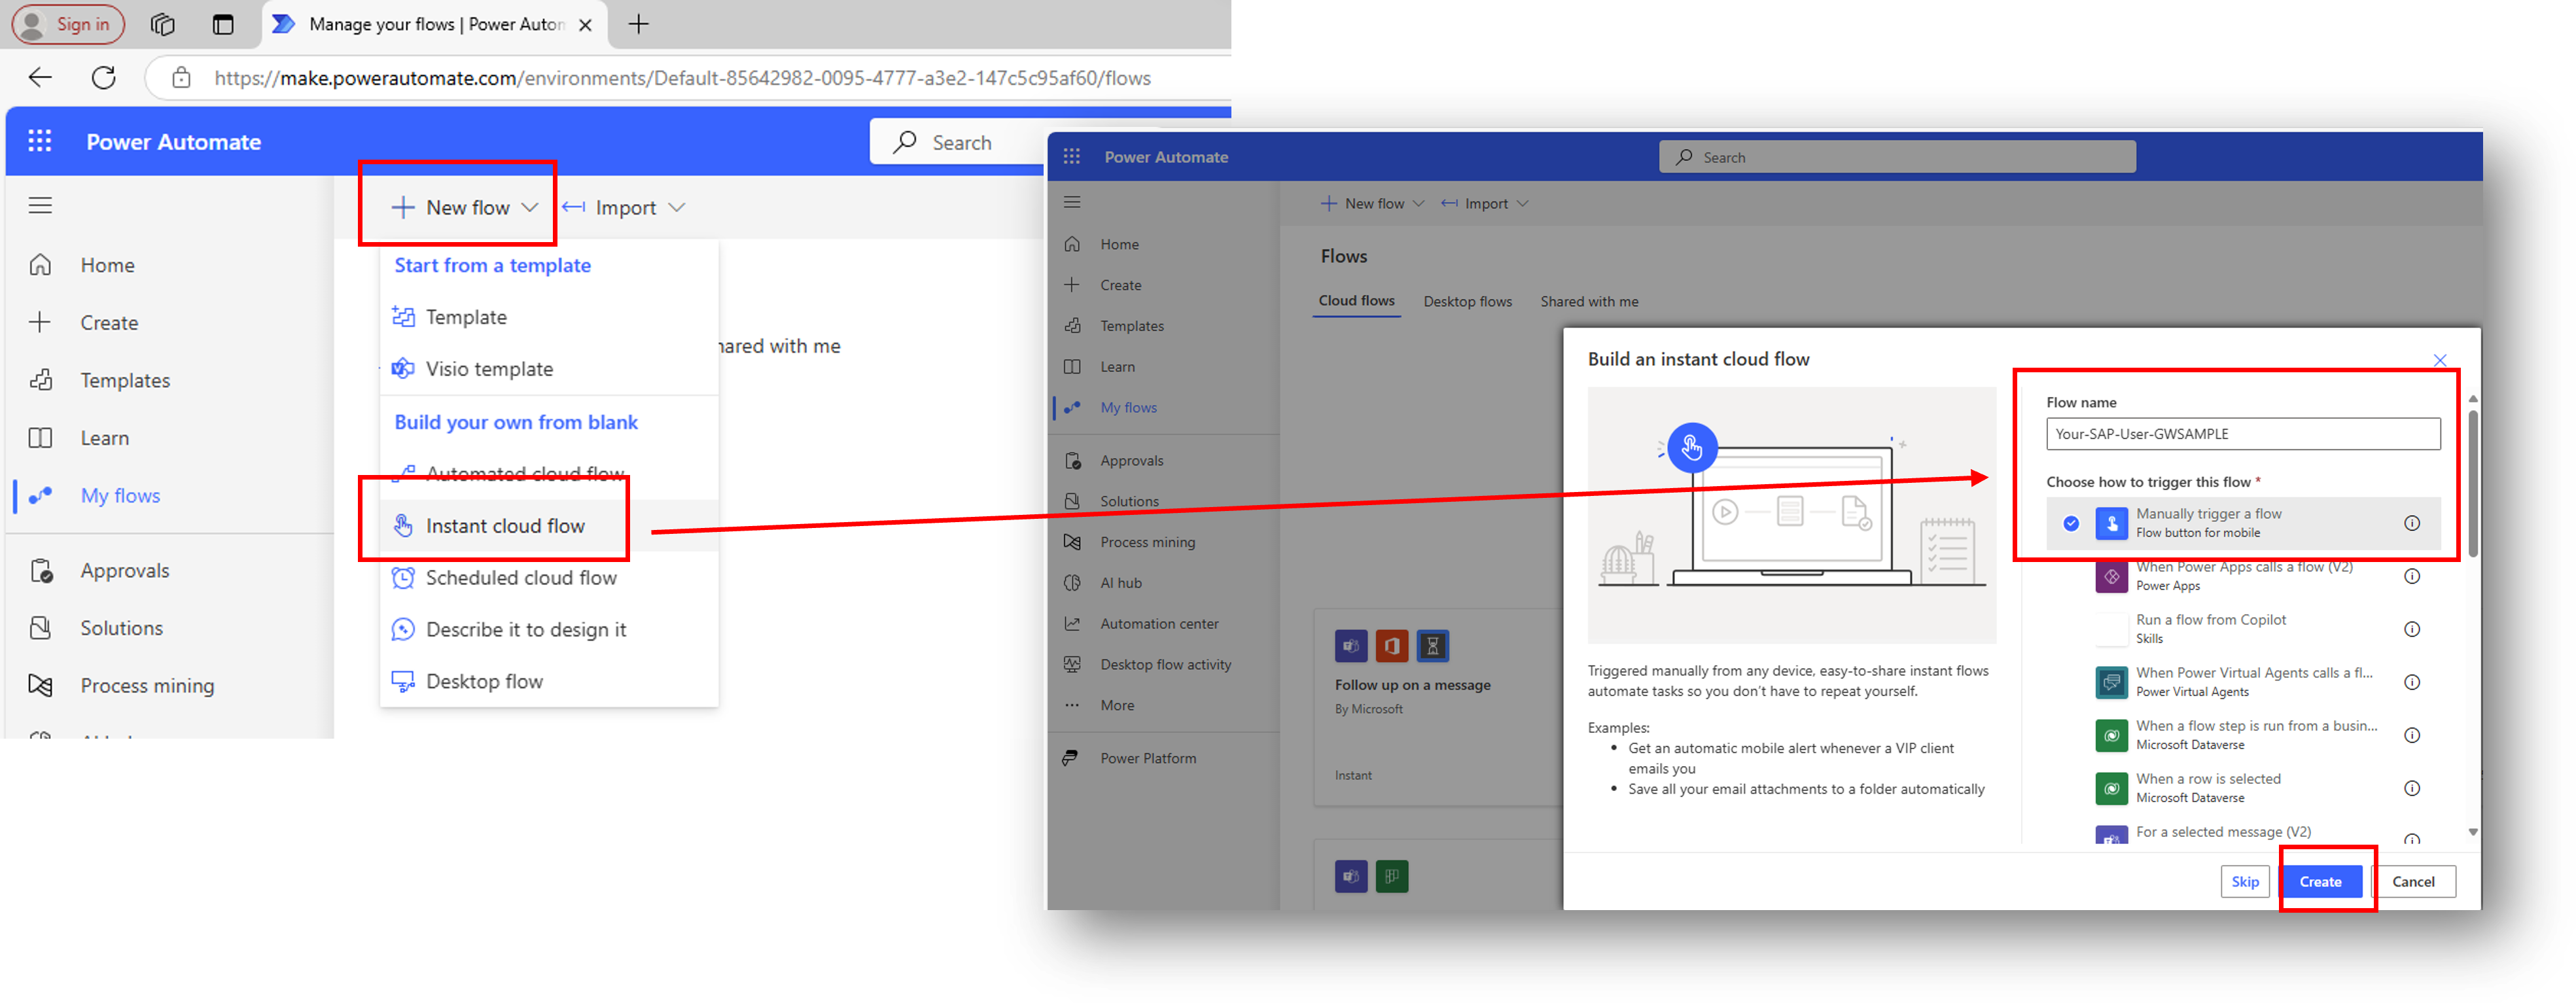 Sign in
Manage your flows | Power Autom
https://make.powerautomate.com/environments/Default-85642982-0095-4777-a3e2-147c5c95af60/flows
Power Automate
Search
New flow
Import
Home
Create
Templates
Learn
My flows
Approvals
Solutions
Process mining
Start from a template
Template
Visio template
Build your own from blank
Automated cloud flow
Instant cloud flow
Scheduled cloud flow
Describe it to design it
Desktop flow
hared with me
Power Automate
Search
New flow
Import
Home
Create
Templates
Learn
My flows
Approvals
Solutions
Process mining
AI hub
Automation center
Desktop flow activity
More
Power Platform
Flows
Cloud flows
Desktop flows
Shared with me
Follow up on a message
By Microsoft
Instant
Build an instant cloud flow
Triggered manually from any device, easy-to-share instant flows
automate tasks so you don't have to repeat yourself.
Examples:
• Get an automatic mobile alert whenever a VIP client
emails you
• Save all your email attachments to a folder automatically
Flow name
Your-SAP-User-GWSAMPLE
Choose how to trigger this flow *
Manually trigger a flow
Flow button for mobile
When Power Apps calls a flow (V2)
Power Apps
Run a flow from Copilot
Skills
When Power Virtual Agents calls a fl...
Power Virtual Agents
When a flow step is run from a busin...
Microsoft Dataverse
When a row is selected
Microsoft Dataverse
For a selected message (V2)
Skip
Create
Cancel